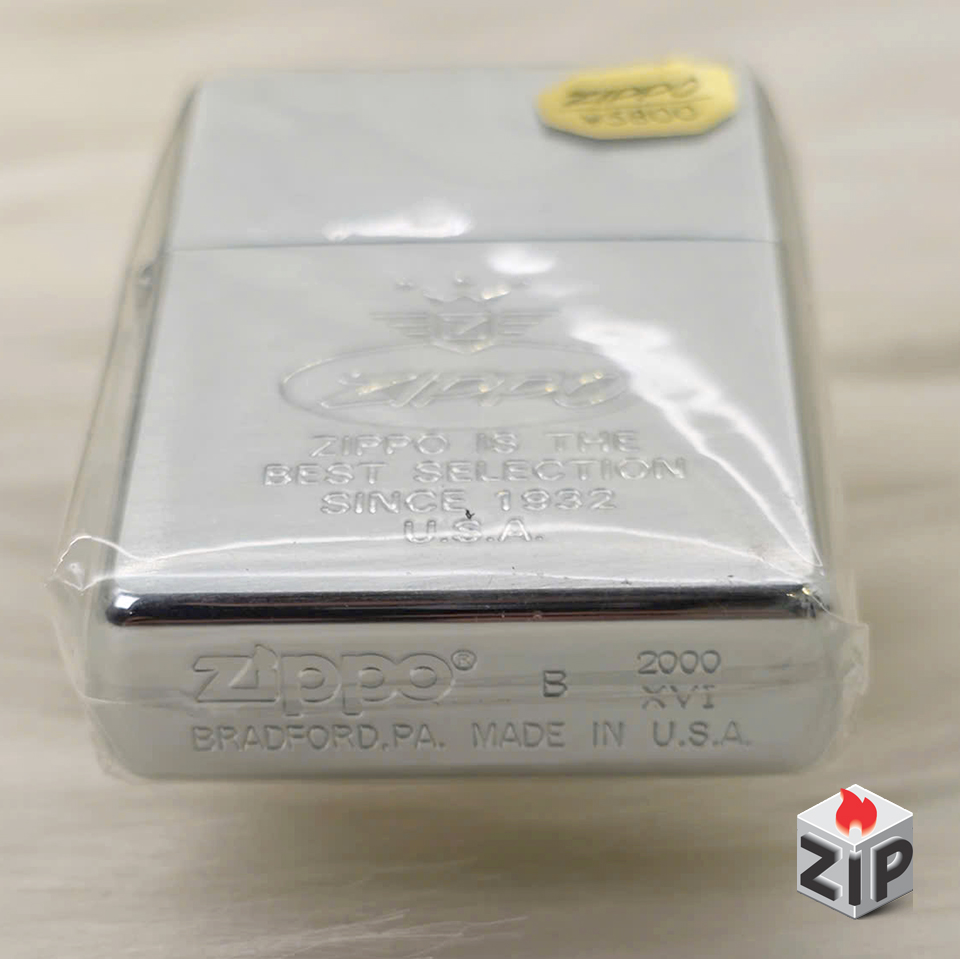 ZIPPO
¥3800
Z
ZIPPO
ZIPPO IS THE
BEST SELECTION
SINCE 1932
U.S.A.
Zippo® B 2000
XVI
BRADFORD,PA. MADE IN U.S.A.
ZiP